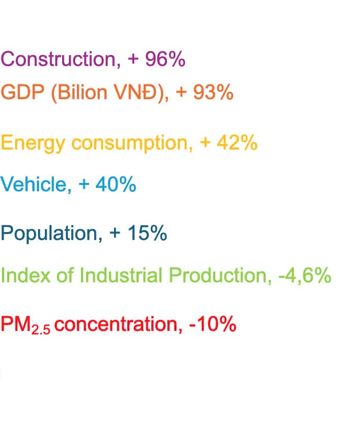 Construction, + 96%
GDP (Bilion VNĐ), + 93%
Energy consumption, + 42%
Vehicle, + 40%
Population, + 15%
Index of Industrial Production, -4,6%
PM₂.₅ concentration, -10%